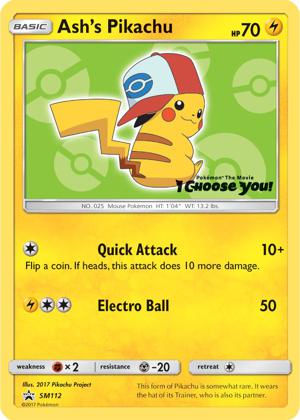 BASIC Ash's Pikachu HP 70
Pokémon The Movie
I CHOOSE YOU!
NO. 025 Mouse Pokémon HT: 1'04" WT: 13.2 lbs.
Quick Attack 10+
Flip a coin. If heads, this attack does 10 more damage.
Electro Ball 50
weakness ×2 resistance -20 retreat
Illus. 2017 Pikachu Project
SM112
©2017 Pokémon
This form of Pikachu is somewhat rare. It wears
the hat of its Trainer, who is also its partner.